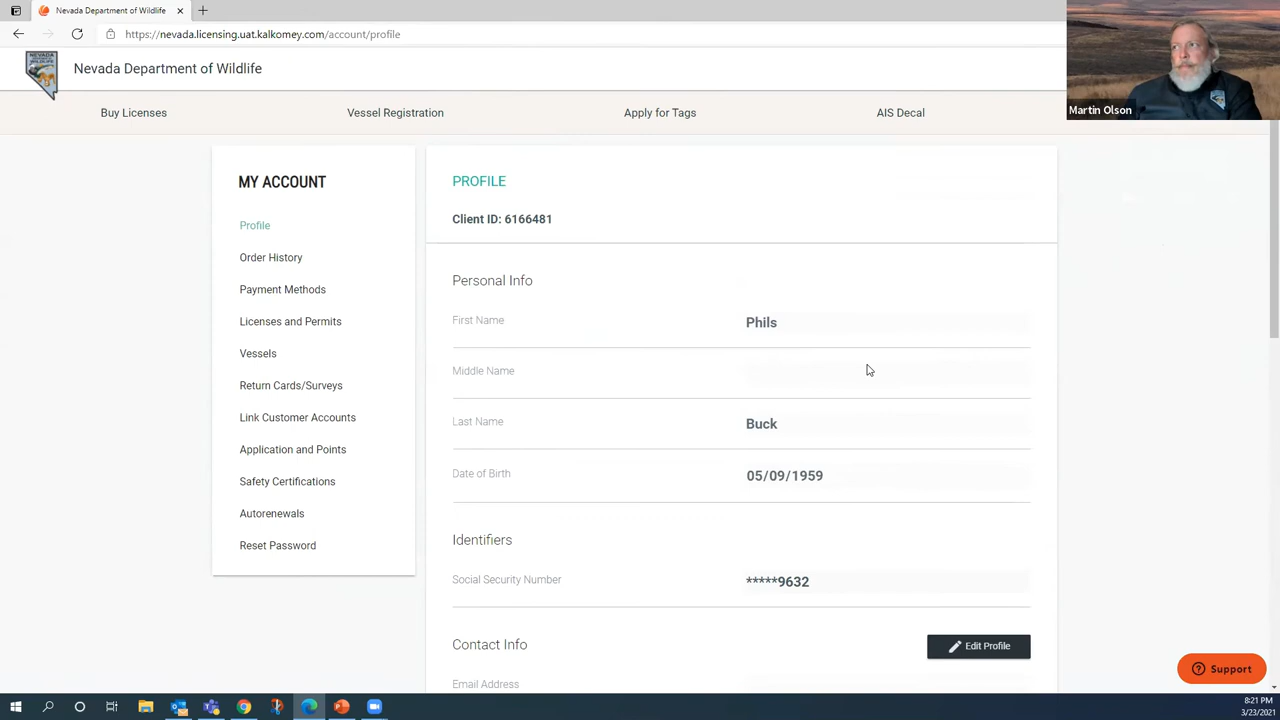 Nevada Department of Wildlife
https://nevada.licensing.uat.kalkomey.com/account/profile
NEVADA
DEPARTMENT OF
WILDLIFE
Nevada Department of Wildlife
Martin Olson
Buy Licenses
Vessel Registration
Apply for Tags
AIS Decal
MY ACCOUNT
Profile
Order History
Payment Methods
Licenses and Permits
Vessels
Return Cards/Surveys
Link Customer Accounts
Application and Points
Safety Certifications
Autorenewals
Reset Password
PROFILE
Client ID: 6166481
Personal Info
First Name
Phils
Middle Name
Last Name
Buck
Date of Birth
05/09/1959
Identifiers
Social Security Number
*****9632
Contact Info
Edit Profile
Email Address
Support
8:21 PM
3/23/2021